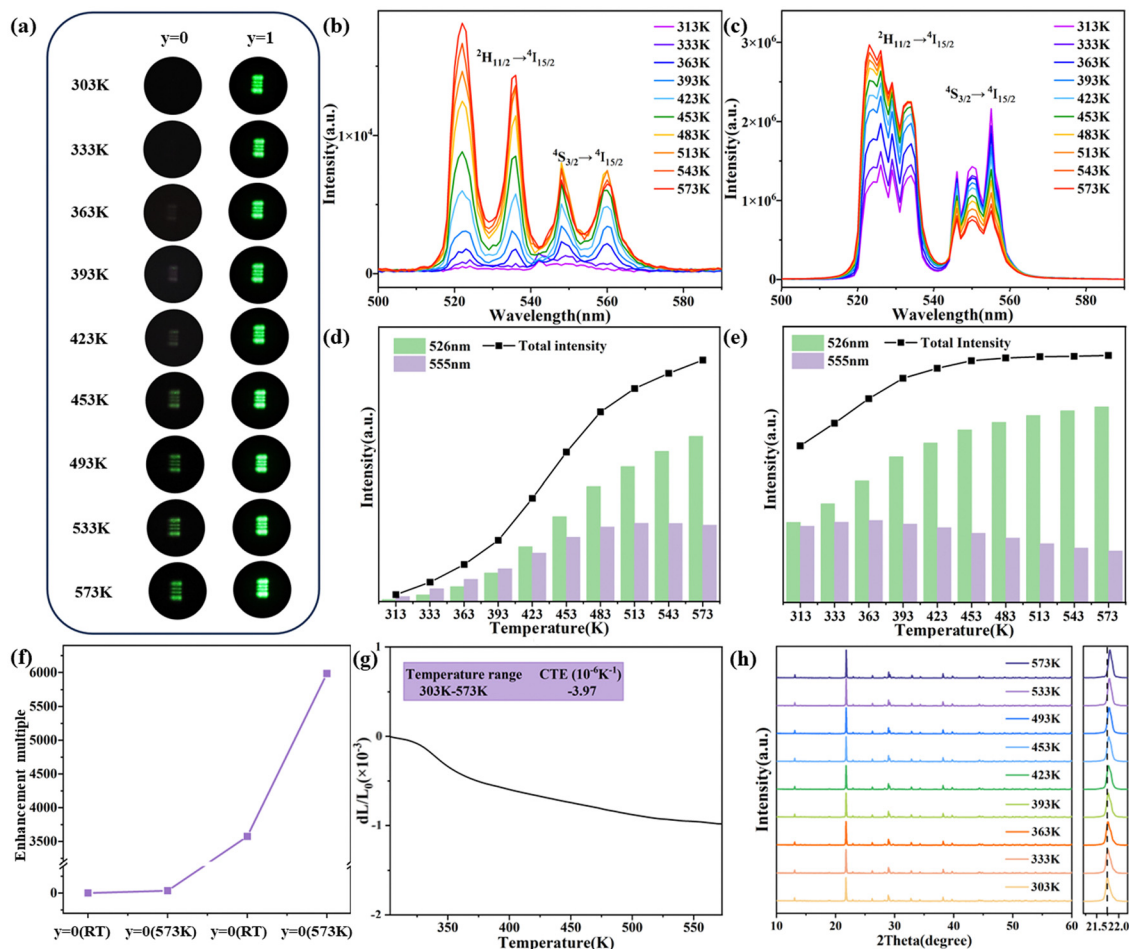 (a)
y=0 y=1
303K
333K
363K
393K
423K
453K
493K
533K
573K
(b)
Intensity(a.u.)
1×10⁴
0
²H₁₁/₂→⁴I₁₅/₂
⁴S₃/₂→⁴I₁₅/₂
313K
333K
363K
393K
423K
453K
483K
513K
543K
573K
500 520 540 560 580
Wavelength(nm)
(c)
Intensity(a.u.)
3×10⁶
2×10⁶
1×10⁶
0
²H₁₁/₂→⁴I₁₅/₂
⁴S₃/₂→⁴I₁₅/₂
313K
333K
363K
393K
423K
453K
483K
513K
543K
573K
500 520 540 560 580
Wavelength(nm)
(d)
526nm Total intensity
555nm
Intensity(a.u.)
313 333 363 393 423 453 483 513 543 573
Temperature(K)
(e)
526nm Total Intensity
555nm
Intensity(a.u.)
313 333 363 393 423 453 483 513 543 573
Temperature(K)
(f)
Enhancement multiple
6000
5500
5000
4500
4000
3500
0
y=0(RT) y=0(573K) y=0(RT) y=0(573K)
(g)
Temperature range CTE (10⁻⁶K⁻¹)
303K-573K -3.97
dL/L₀(×10⁻³)
1
0
-1
-2
350 400 450 500 550
Temperature(K)
(h)
Intensity(a.u.)
573K
533K
493K
453K
423K
393K
363K
333K
303K
10 20 30 40 50 60
2Theta(degree)
21.5 22.0